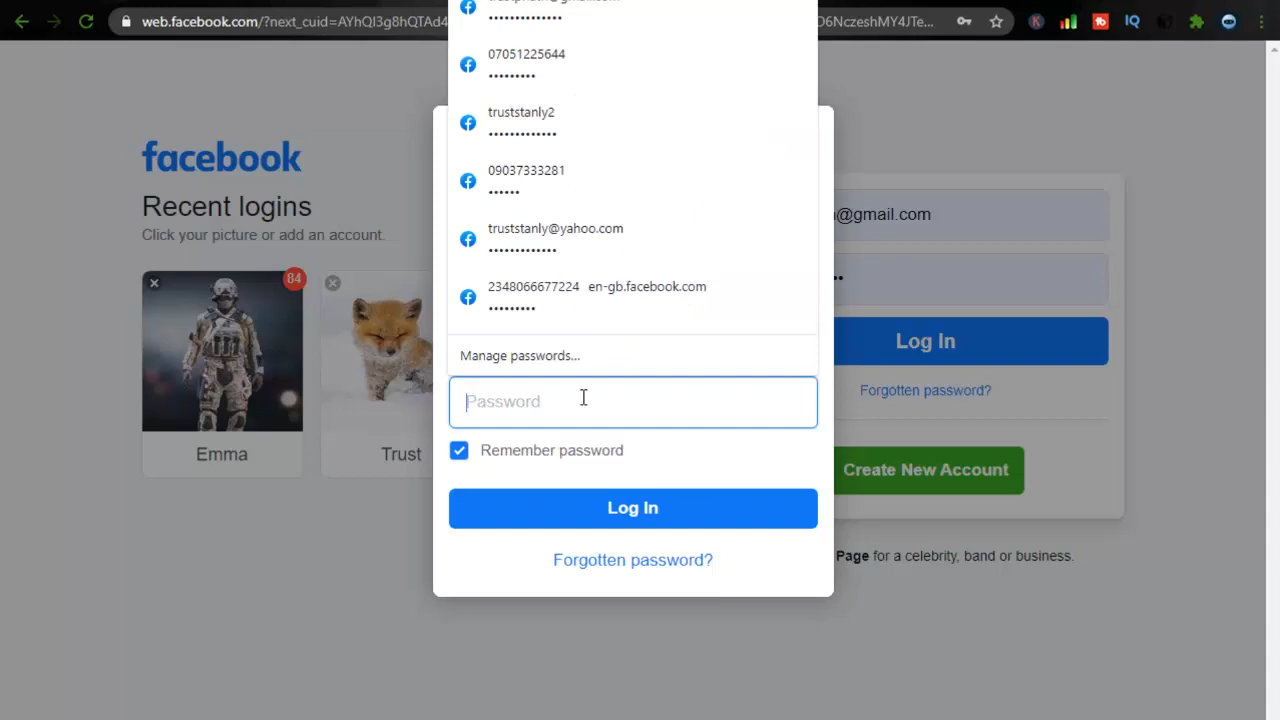 web.facebook.com/?next_cuid=AYhQI3g8hQTAd4
D6NczeshMY4JTe...
07051225644
•••••••••
truststanly2
•••••••••••••
09037333281
••••••
truststanly@yahoo.com
•••••••••••••
2348066677224 en-gb.facebook.com
•••••••••
Manage passwords...
Password
Remember password
Log In
Forgotten password?
facebook
Recent logins
Click your picture or add an account.
84
Emma
Trust
@gmail.com
••
Log In
Forgotten password?
Create New Account
Page for a celebrity, band or business.